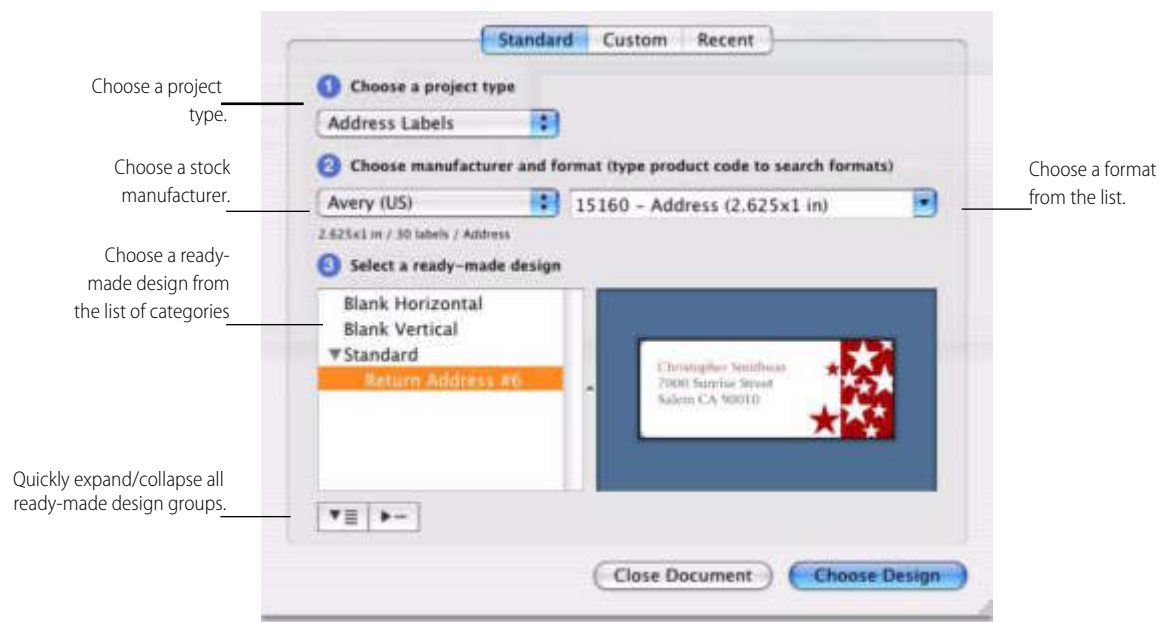 Standard Custom Recent
Choose a project
type.
1 Choose a project type
Address Labels
Choose a stock
manufacturer.
2 Choose manufacturer and format (type product code to search formats)
Avery (US) 15160 - Address (2.625x1 in)
2.625x1 in / 30 labels / Address
Choose a format
from the list.
Choose a ready-
made design from
the list of categories
3 Select a ready-made design
Blank Horizontal
Blank Vertical
Standard
Return Address #6
Christopher Smithson
7000 Sunrise Street
Salem CA 90010
Quickly expand/collapse all
ready-made design groups.
Close Document Choose Design